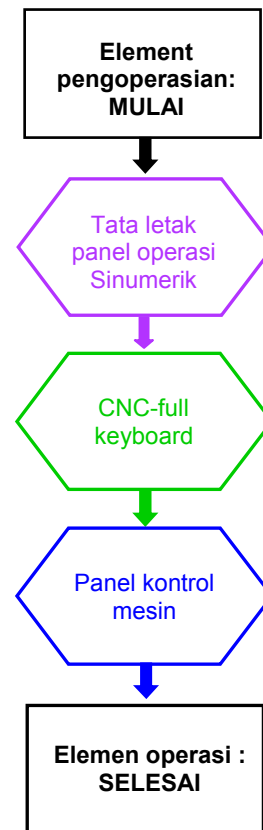 Element
pengoperasian:
MULAI
Tata letak
panel operasi
Sinumerik
CNC-full
keyboard
Panel kontrol
mesin
Elemen operasi :
SELESAI